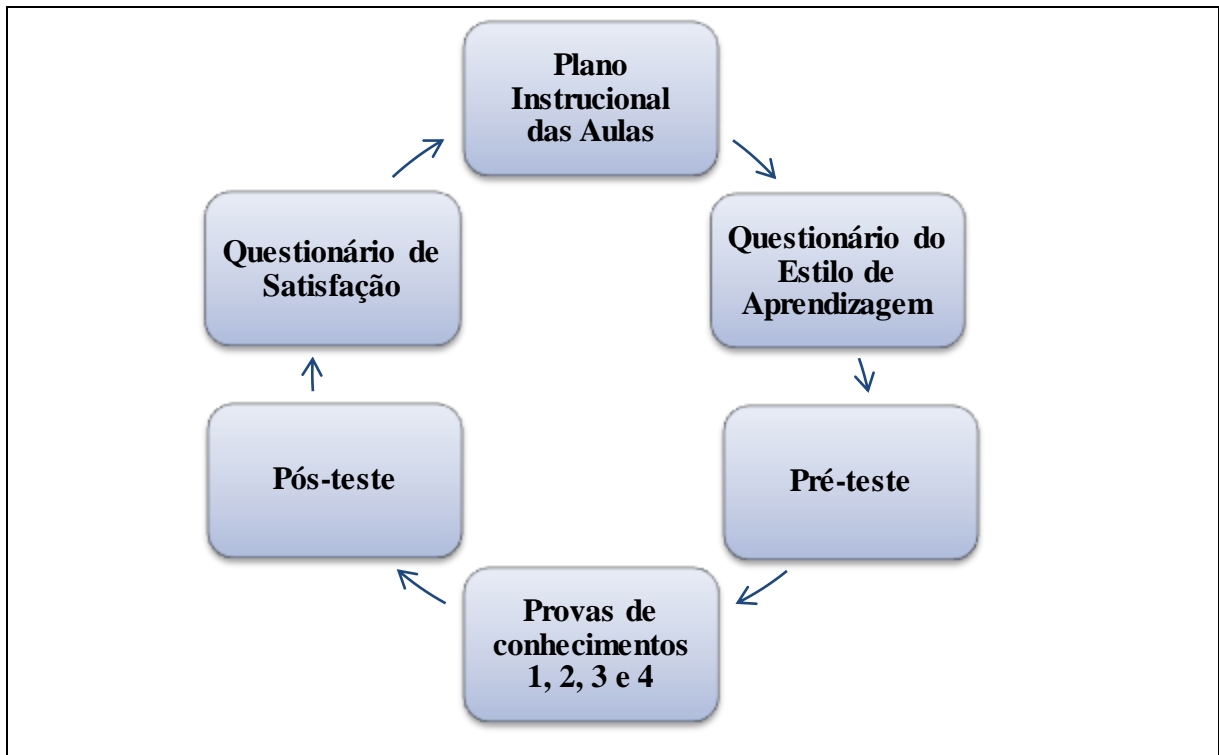 Plano
Instrucional
das Aulas
Questionário do
Estilo de
Aprendizagem
Pré-teste
Provas de
conhecimentos
1, 2, 3 e 4
Pós-teste
Questionário de
Satisfação